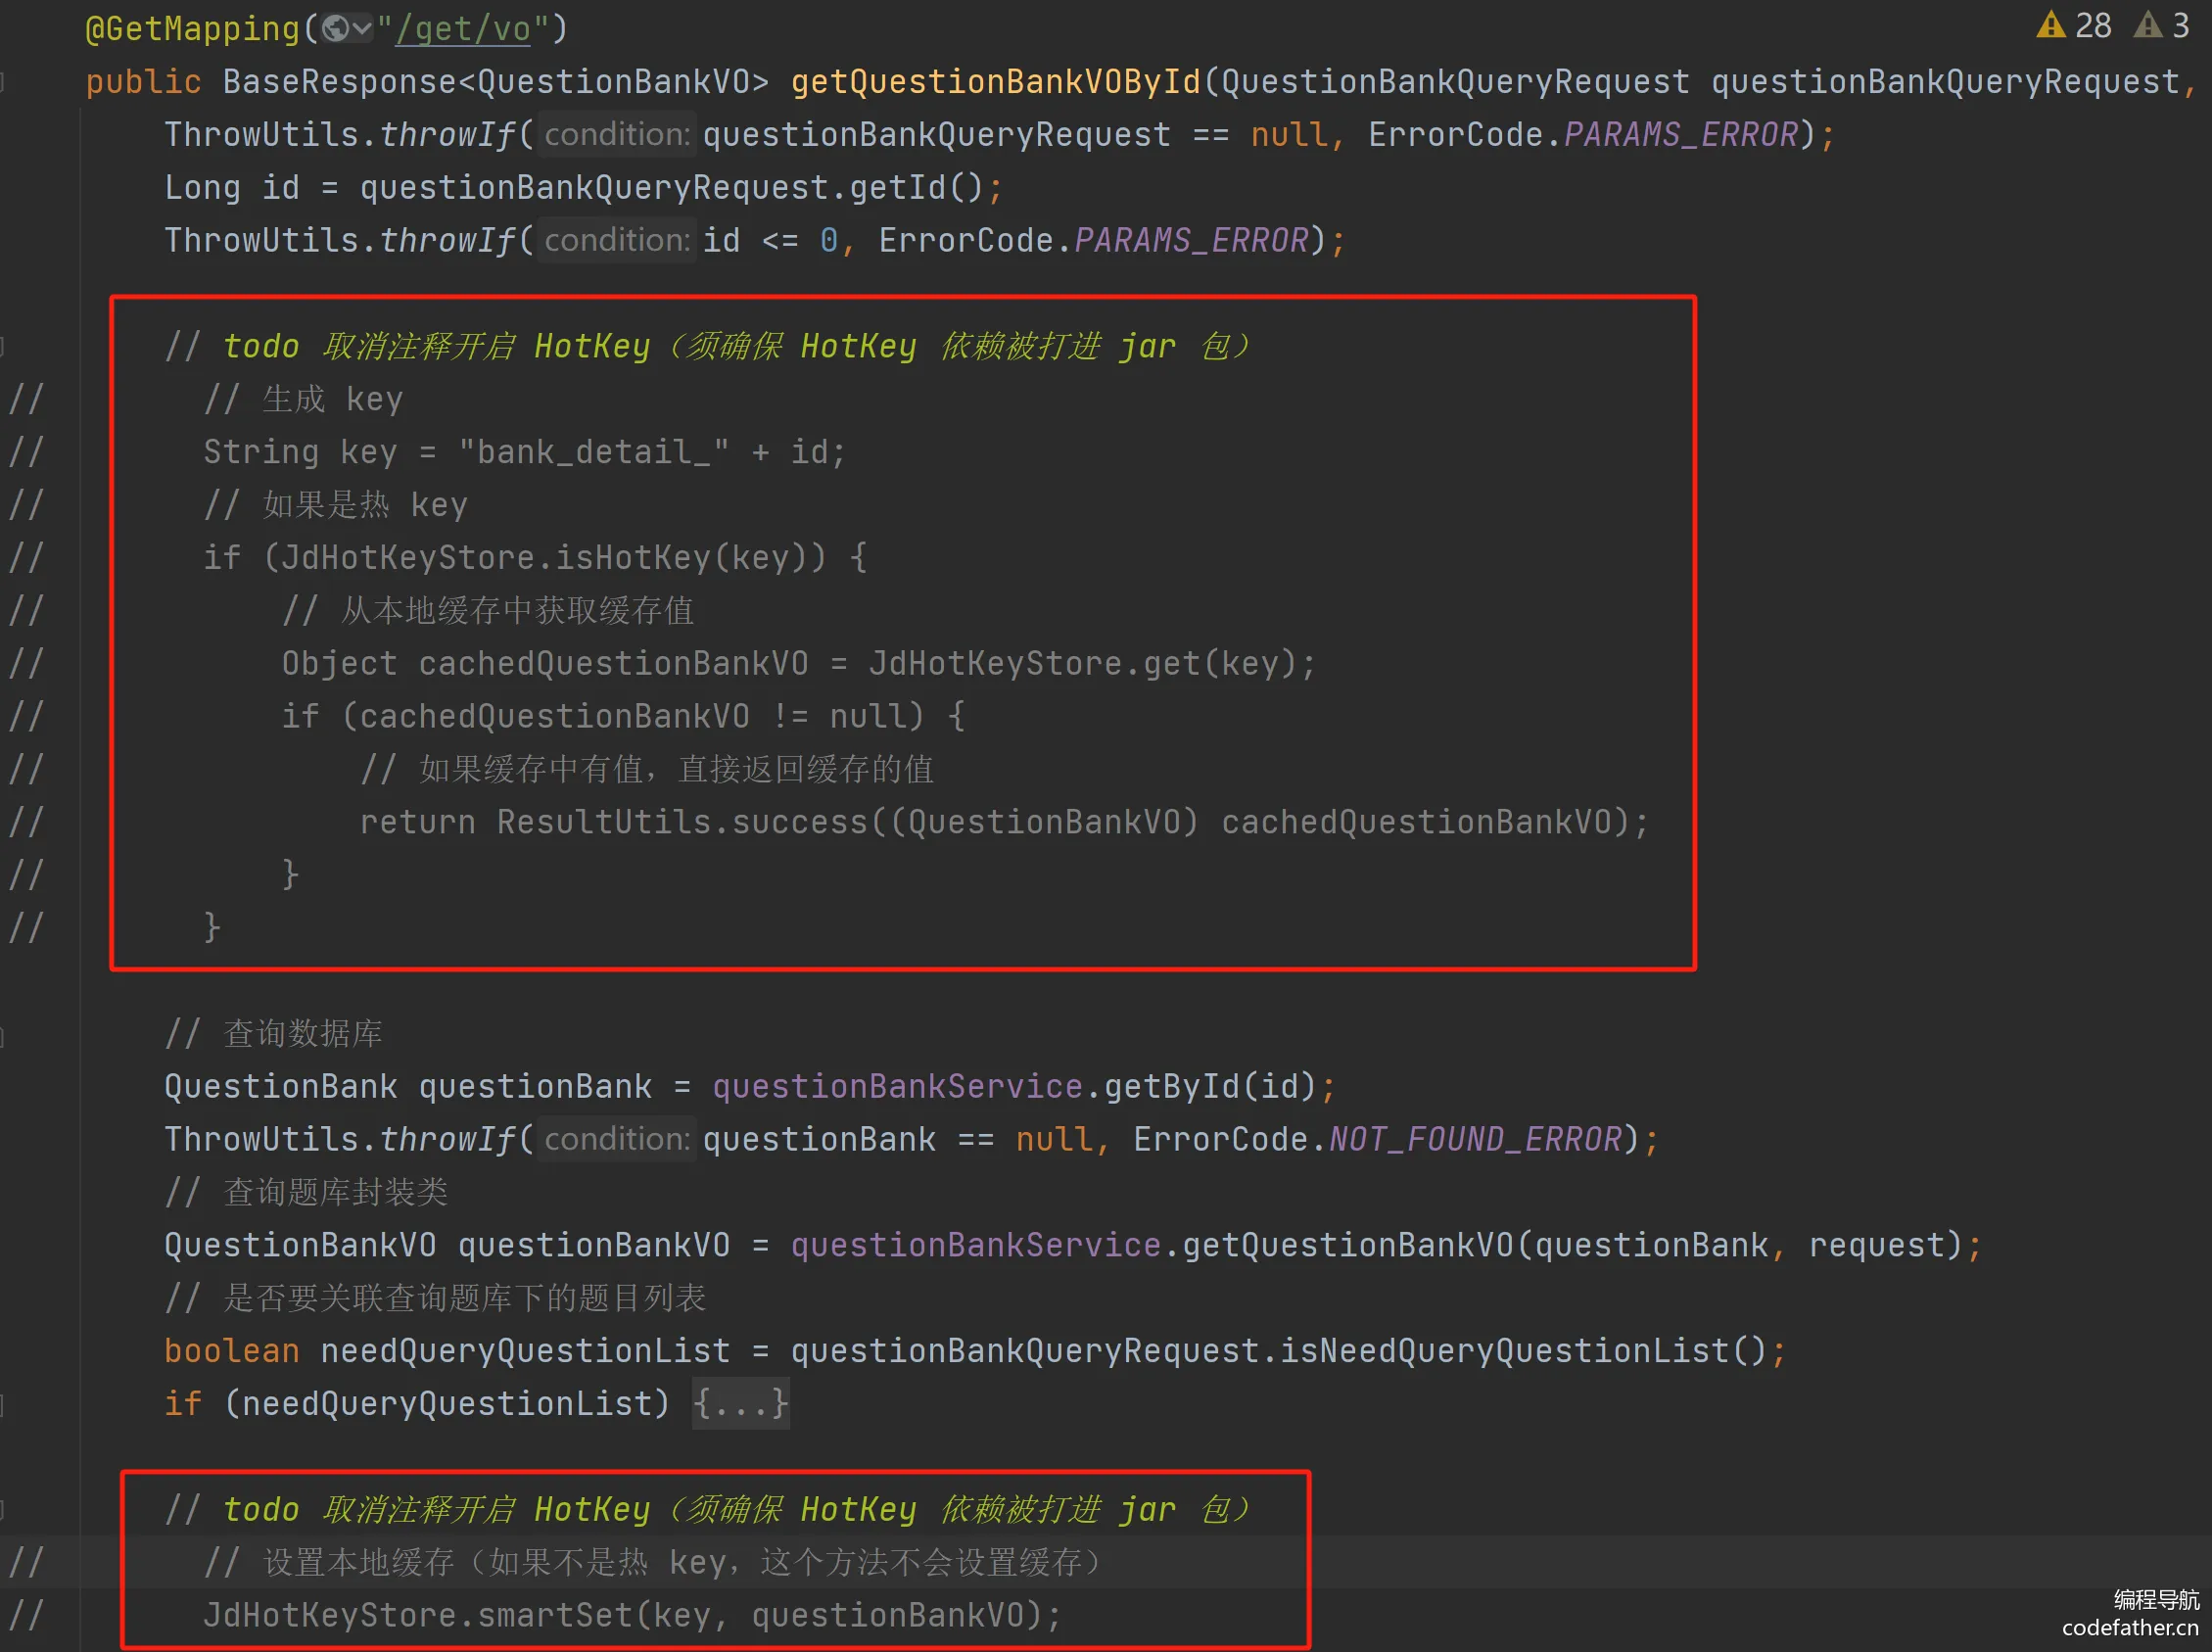 @GetMapping("/get/vo")
28 3
public BaseResponse<QuestionBankVO> getQuestionBankVOById(QuestionBankQueryRequest questionBankQueryRequest,
ThrowUtils.throwIf( condition: questionBankQueryRequest == null, ErrorCode.PARAMS_ERROR);
Long id = questionBankQueryRequest.getId();
ThrowUtils.throwIf( condition: id <= 0, ErrorCode.PARAMS_ERROR);
// todo 取消注释开启 HotKey（须确保 HotKey 依赖被打进 jar 包）
// // 生成 key
// String key = "bank_detail_" + id;
// // 如果是热 key
// if (JdHotKeyStore.isHotKey(key)) {
// // 从本地缓存中获取缓存值
// Object cachedQuestionBankVO = JdHotKeyStore.get(key);
// if (cachedQuestionBankVO != null) {
// // 如果缓存中有值，直接返回缓存的值
// return ResultUtils.success((QuestionBankVO) cachedQuestionBankVO);
// }
// }
// 查询数据库
QuestionBank questionBank = questionBankService.getById(id);
ThrowUtils.throwIf( condition: questionBank == null, ErrorCode.NOT_FOUND_ERROR);
// 查询题库封装类
QuestionBankVO questionBankVO = questionBankService.getQuestionBankVO(questionBank, request);
// 是否要关联查询题库下的题目列表
boolean needQueryQuestionList = questionBankQueryRequest.isNeedQueryQuestionList();
if (needQueryQuestionList) {...}
// todo 取消注释开启 HotKey（须确保 HotKey 依赖被打进 jar 包）
// // 设置本地缓存（如果不是热 key，这个方法不会设置缓存）
// JdHotKeyStore.smartSet(key, questionBankVO);
编程导航
codefather.cn